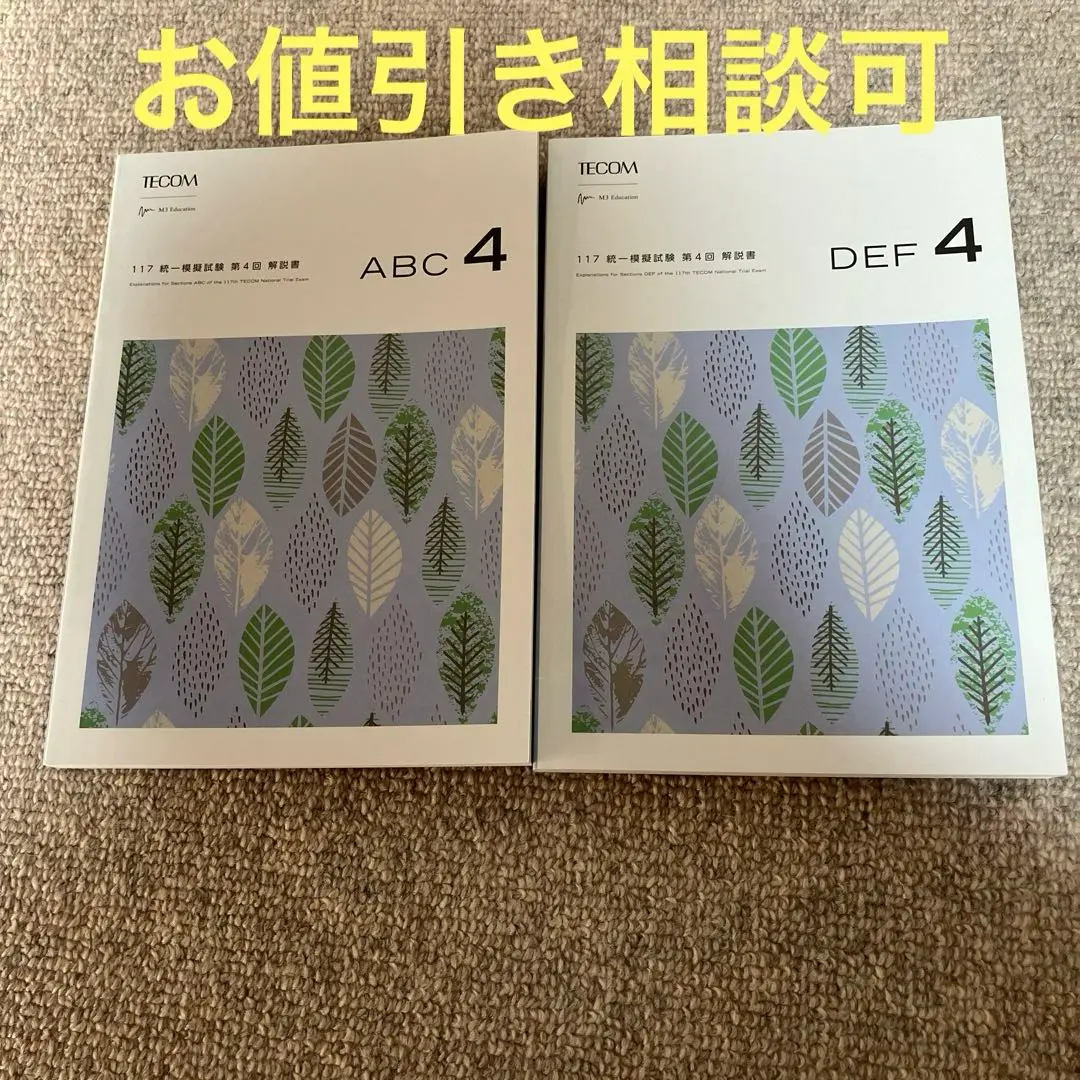 お値引き相談可
TECOM
M3 Education
117 統一模擬試験 第4回 解説書
Explanations for Sections ABC of the 117th TECOM National Trial Exam
ABC 4
TECOM
M3 Education
117 統一模擬試験 第4回 解説書
Explanations for Sections DEF of the 117th TECOM National Trial Exam
DEF 4